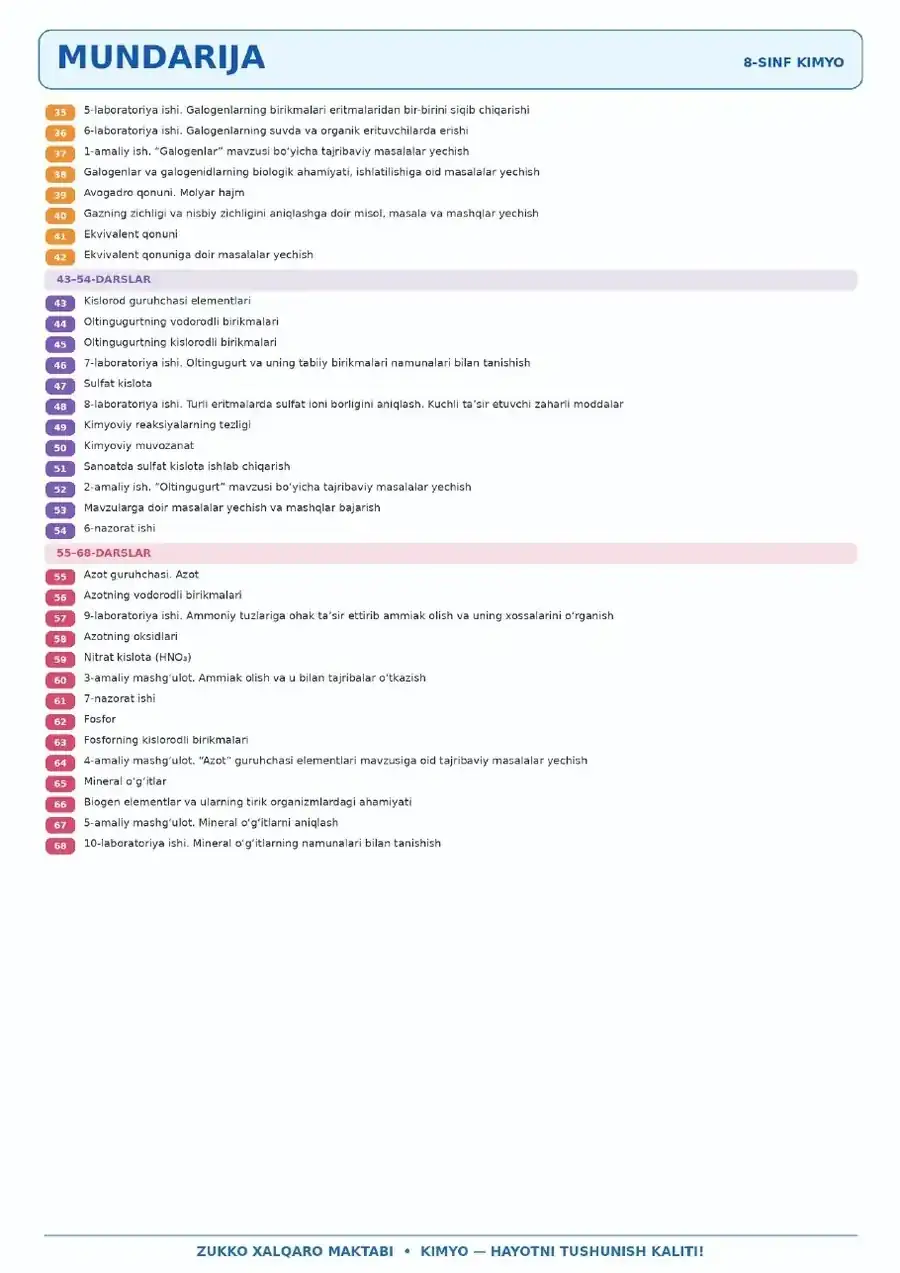 MUNDARIJA
8-SINF KIMYO
35 5-laboratoriya ishi. Galogenlarning birikmalari eritmalaridan bir-birini siqib chiqarishi
36 6-laboratoriya ishi. Galogenlarning suvda va organik erituvchilarda erishi
37 1-amaliy ish. “Galogenlar” mavzusi bo‘yicha tajribaviy masalalar yechish
38 Galogenlar va galogenidlarning biologik ahamiyati, ishlatilishiga oid masalalar yechish
39 Avogadro qonuni. Molyar hajm
40 Gazning zichligi va nisbiy zichligini aniqlashga doir misol, masala va mashqlar yechish
41 Ekvivalent qonuni
42 Ekvivalent qonuniga doir masalalar yechish
43–54-DARSLAR
43 Kislorod guruhchasi elementlari
44 Oltingugurtning vodorodli birikmalari
45 Oltingugurtning kislorodli birikmalari
46 7-laboratoriya ishi. Oltingugurt va uning tabiiy birikmalari namunalari bilan tanishish
47 Sulfat kislota
48 8-laboratoriya ishi. Turli eritmalarda sulfat ioni borligini aniqlash. Kuchli ta’sir etuvchi zaharli moddalar
49 Kimyoviy reaksiyalarning tezligi
50 Kimyoviy muvozanat
51 Sanoatda sulfat kislota ishlab chiqarish
52 2-amaliy ish. “Oltingugurt” mavzusi bo‘yicha tajribaviy masalalar yechish
53 Mavzularga doir masalalar yechish va mashqlar bajarish
54 6-nazorat ishi
55–68-DARSLAR
55 Azot guruhchasi. Azot
56 Azotning vodorodli birikmalari
57 9-laboratoriya ishi. Ammoniy tuzlariga ohak ta’sir ettirib ammiak olish va uning xossalarini o‘rganish
58 Azotning oksidlari
59 Nitrat kislota (HNO₃)
60 3-amaliy mashg‘ulot. Ammiak olish va u bilan tajribalar o‘tkazish
61 7-nazorat ishi
62 Fosfor
63 Fosforning kislorodli birikmalari
64 4-amaliy mashg‘ulot. “Azot” guruhchasi elementlari mavzusiga oid tajribaviy masalalar yechish
65 Mineral o‘g‘itlar
66 Biogen elementlar va ularning tirik organizmlardagi ahamiyati
67 5-amaliy mashg‘ulot. Mineral o‘g‘itlarni aniqlash
68 10-laboratoriya ishi. Mineral o‘g‘itlarning namunalari bilan tanishish
ZUKKO XALQARO MAKTABI • KIMYO — HAYOTNI TUSHUNISH KALITI!